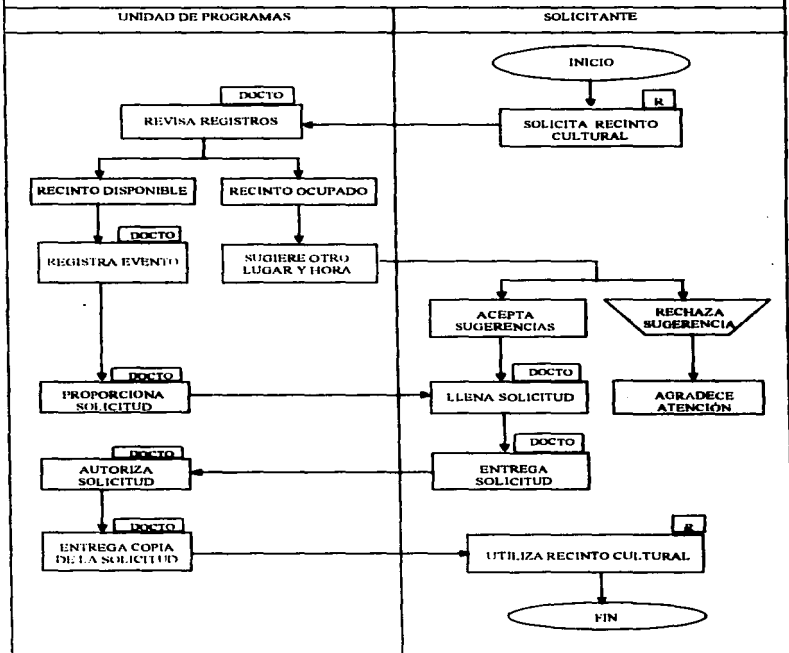 UNIDAD DE PROGRAMAS
SOLICITANTE
INICIO
DOCTO
REVISA REGISTROS
R
SOLICITA RECINTO
CULTURAL
RECINTO DISPONIBLE
RECINTO OCUPADO
DOCTO
REGISTRA EVENTO
SUGIERE OTRO
LUGAR Y HORA
ACEPTA
SUGERENCIAS
RECHAZA
SUGERENCIA
DOCTO
PROPORCIONA
SOLICITUD
DOCTO
LLENA SOLICITUD
AGRADECE
ATENCIÓN
DOCTO
AUTORIZA
SOLICITUD
DOCTO
ENTREGA
SOLICITUD
DOCTO
ENTREGA COPIA
DE LA SOLICITUD
R
UTILIZA RECINTO CULTURAL
FIN